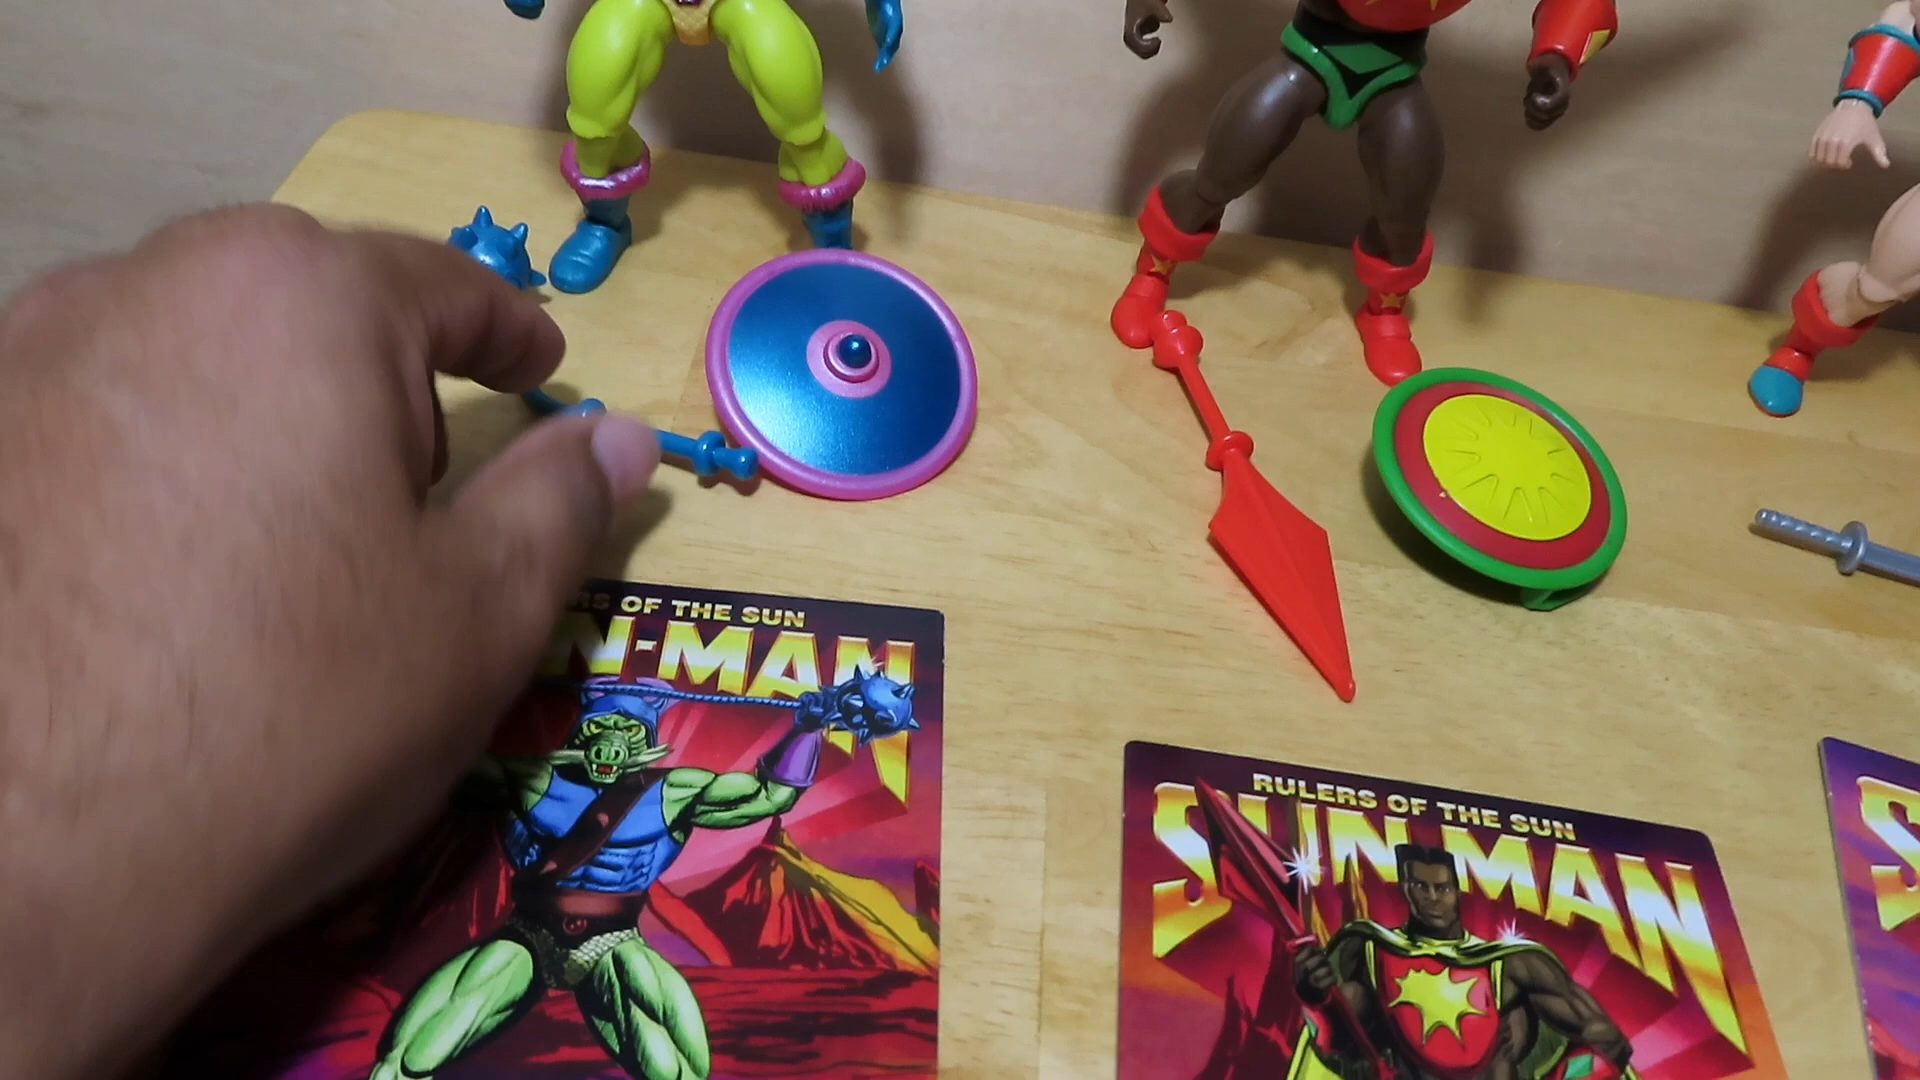 OF THE SUN
N-MAN
RULERS OF THE SUN
SUN-MAN
S